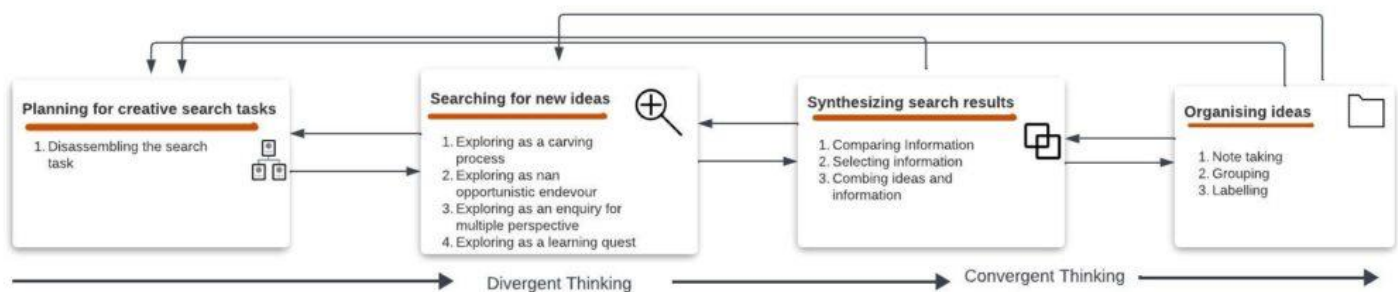 Planning for creative search tasks
1. Disassembling the search
task
Searching for new ideas
1. Exploring as a carving
process
2. Exploring as nan
opportunistic endevour
3. Exploring as an enquiry for
multiple perspective
4. Exploring as a learning quest
Synthesizing search results
1. Comparing Information
2. Selecting information
3. Combing ideas and
information
Organising ideas
1. Note taking
2. Grouping
3. Labelling
Divergent Thinking
Convergent Thinking